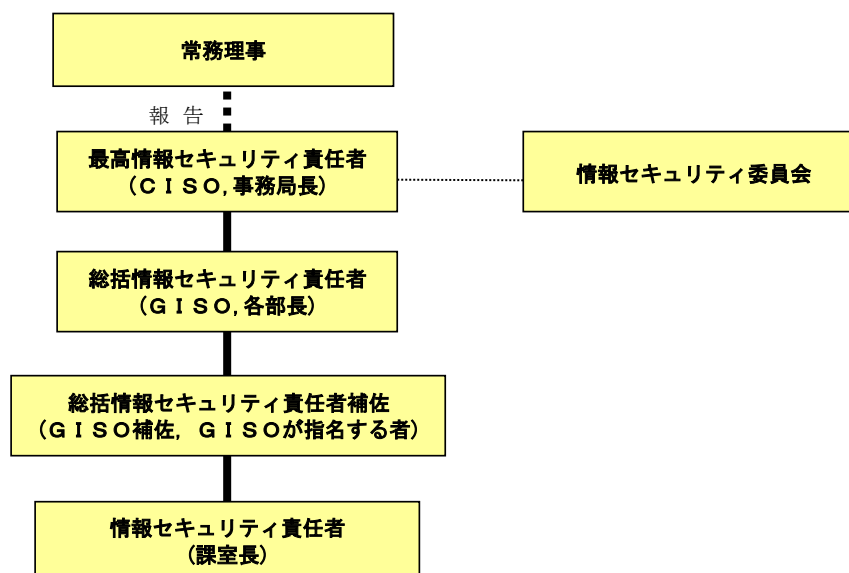 常務理事
報 告
最高情報セキュリティ責任者
(ＣＩＳＯ,事務局長)
情報セキュリティ委員会
総括情報セキュリティ責任者
(ＧＩＳＯ,各部長)
総括情報セキュリティ責任者補佐
(ＧＩＳＯ補佐，ＧＩＳＯが指名する者)
情報セキュリティ責任者
(課室長)